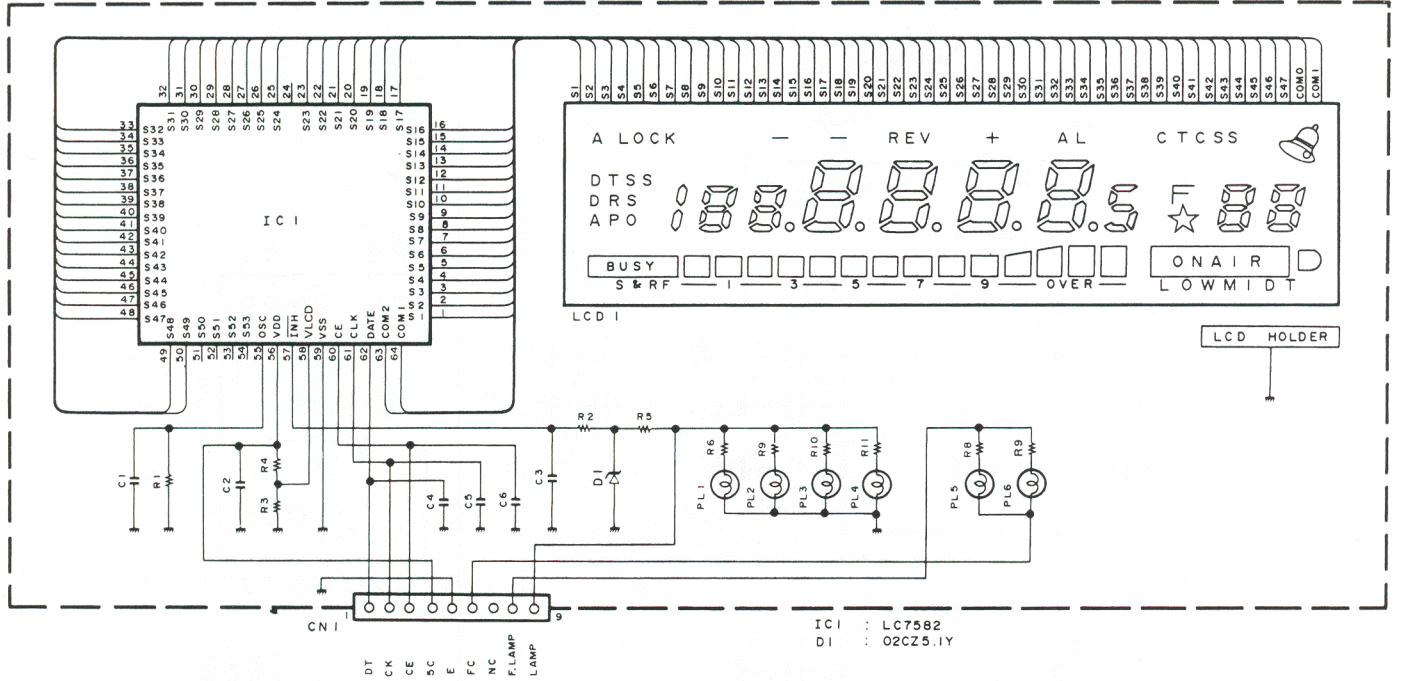 S1 S2 S3 S4 S5 S6 S7 S8 S9 S10 S11 S12 S13 S14 S15 S16 S17 S18 S19 S20 S21 S22 S23 S24 S25 S26 S27 S28 S29 S30 S31 S32 S33 S34 S35 S36 S37 S38 S39 S40 S41 S42 S43 S44 S45 S46 S47 COM0 COM1
32 31 30 29 28 27 26 25 24 23 22 21 20 19 18 17
S31 S30 S29 S28 S27 S26 S25 S24 S23 S22 S21 S20 S19 S18 S17
33 S32 S16 16
34 S33 S15 15
35 S34 S14 14
36 S35 S13 13
37 S36 S12 12
38 S37 S11 11
39 S38 S10 10
40 S39 S9 9
41 S40 S8 8
42 S41 S7 7
43 S42 S6 6
44 S43 S5 5
45 S44 S4 4
46 S45 S3 3
47 S46 S2 2
48 S47 S1 1
IC1
S48 S49 S50 S51 S52 S53 OSC VDD INH VLCD VSS CE CLK DATE COM2 COM1
49 50 51 52 53 54 55 56 57 58 59 60 61 62 63 64
A LOCK — — REV + AL CTCSS
DTSS
DRS
APO
188.8.8.8.8.5 F 88
BUSY ON AIR
S & RF 1 3 5 7 9 OVER LOWMIDT
LCD1
LCD HOLDER
C1 R1 C2 R4 R3 C4 C5 C6 C3 R2 D1 R5
R6 R9 R10 R11 R8 R9
PL1 PL2 PL3 PL4 PL5 PL6
CN1 1 9
DT CK CE 5C E FC NC F.LAMP LAMP
IC1 : LC7582
D1 : 02CZ5.1Y